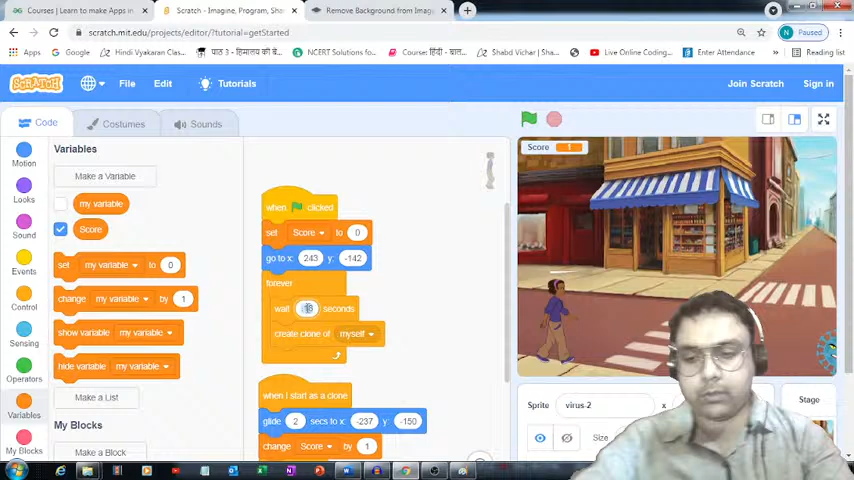 Courses | Learn to make Apps in
Scratch - Imagine, Program, Sha
Remove Background from Imag
scratch.mit.edu/projects/editor/?tutorial=getStarted
Paused
Apps
Google
Hindi Vyakaran Cl
पाठ 3 - हिमालय की बे
NCERT Solutions fo
Course: हिंदी - बाल
Shabd Vichar | Sha
Live Online Coding...
Enter Attendance
Reading list
SCRATCH
File
Edit
Tutorials
Join Scratch
Sign in
Code
Costumes
Sounds
Motion
Looks
Sound
Events
Control
Sensing
Operators
Variables
My Blocks
Variables
Make a Variable
my variable
Score
set my variable to 0
change my variable by 1
show variable my variable
hide variable my variable
Make a List
My Blocks
Make a Block
when clicked
set Score to 0
go to x: 243 y: -142
forever
wait seconds
create clone of myself
when I start as a clone
glide 2 secs to x: -237 y: -150
change Score by 1
Score 1
Sprite virus-2 x
Size
Stage